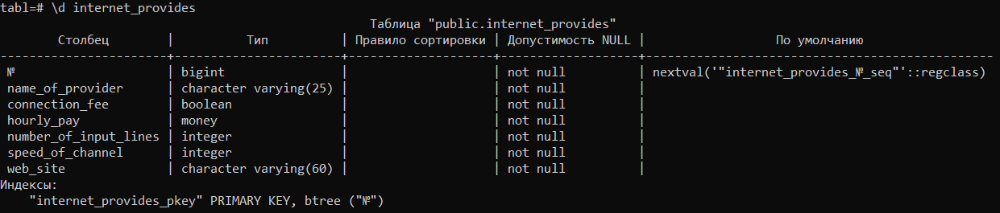 tabl=# \d internet_provides
Таблица "public.internet_provides"
Столбец | Тип | Правило сортировки | Допустимость NULL | По умолчанию
-----------------------+-----------------------+--------------------+-------------------+------------------------------------------------
№ | bigint | | not null | nextval('"internet_provides_№_seq"'::regclass)
name_of_provider | character varying(25) | | not null |
connection_fee | boolean | | not null |
hourly_pay | money | | not null |
number_of_input_lines | integer | | not null |
speed_of_channel | integer | | not null |
web_site | character varying(60) | | not null |
Индексы:
"internet_provides_pkey" PRIMARY KEY, btree ("№")